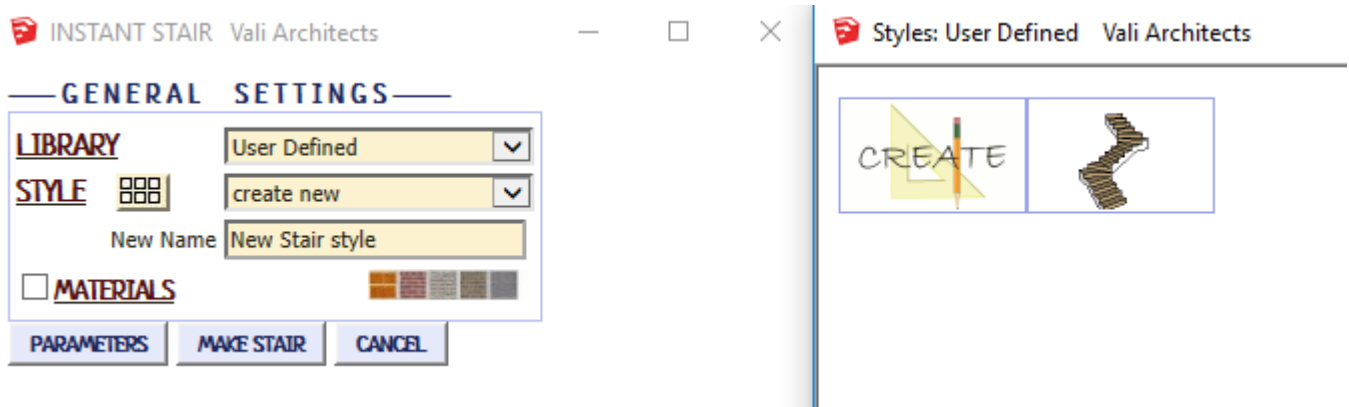 INSTANT STAIR Vali Architects
GENERAL SETTINGS
LIBRARY User Defined
STYLE create new
New Name New Stair style
MATERIALS
PARAMETERS MAKE STAIR CANCEL
Styles: User Defined Vali Architects
CREATE